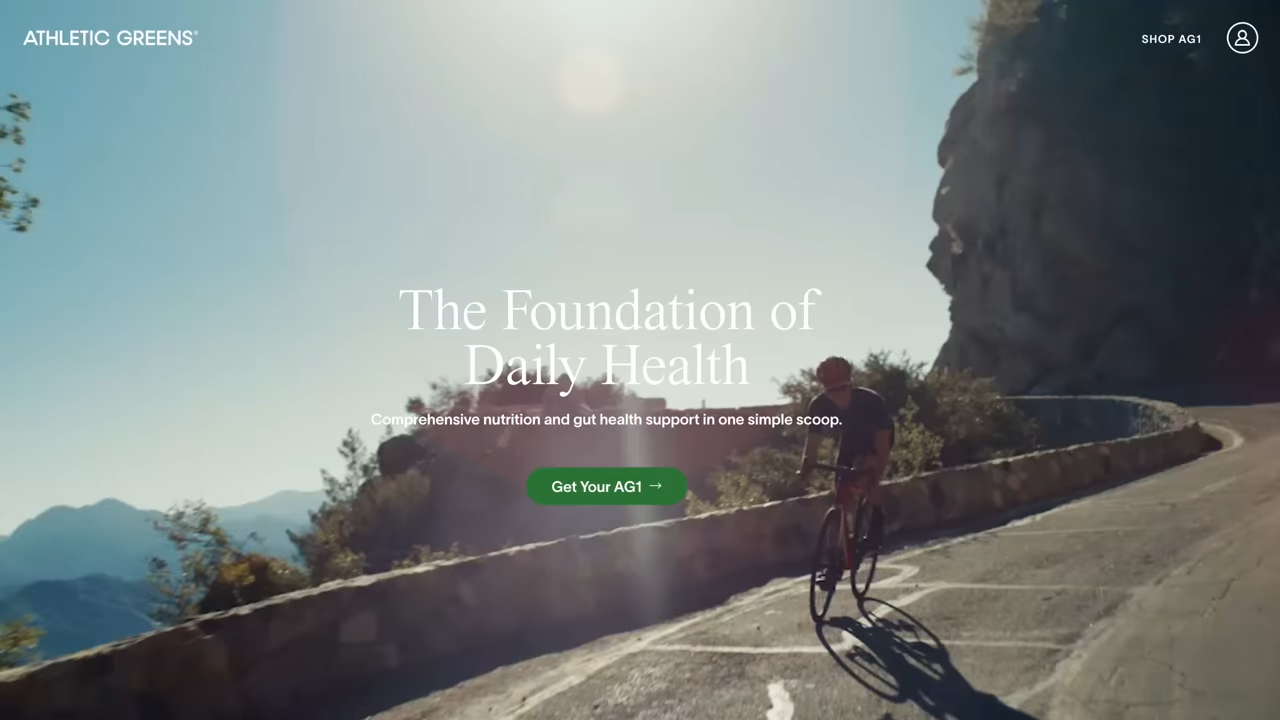 ATHLETIC GREENS®
SHOP AG1
The Foundation of
Daily Health
Comprehensive nutrition and gut health support in one simple scoop.
Get Your AG1 →